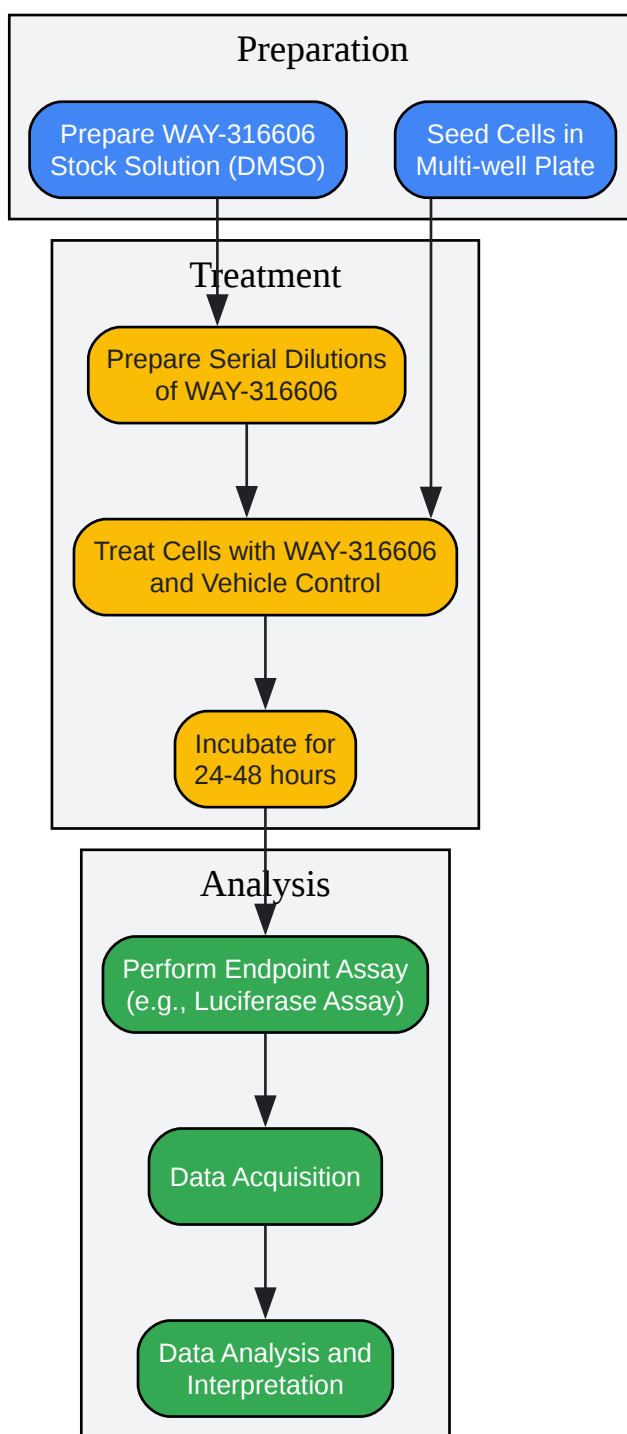 Preparation
Prepare WAY-316606
Stock Solution (DMSO)
Seed Cells in
Multi-well Plate
Treatment
Prepare Serial Dilutions
of WAY-316606
Treat Cells with WAY-316606
and Vehicle Control
Incubate for
24-48 hours
Analysis
Perform Endpoint Assay
(e.g., Luciferase Assay)
Data Acquisition
Data Analysis and
Interpretation